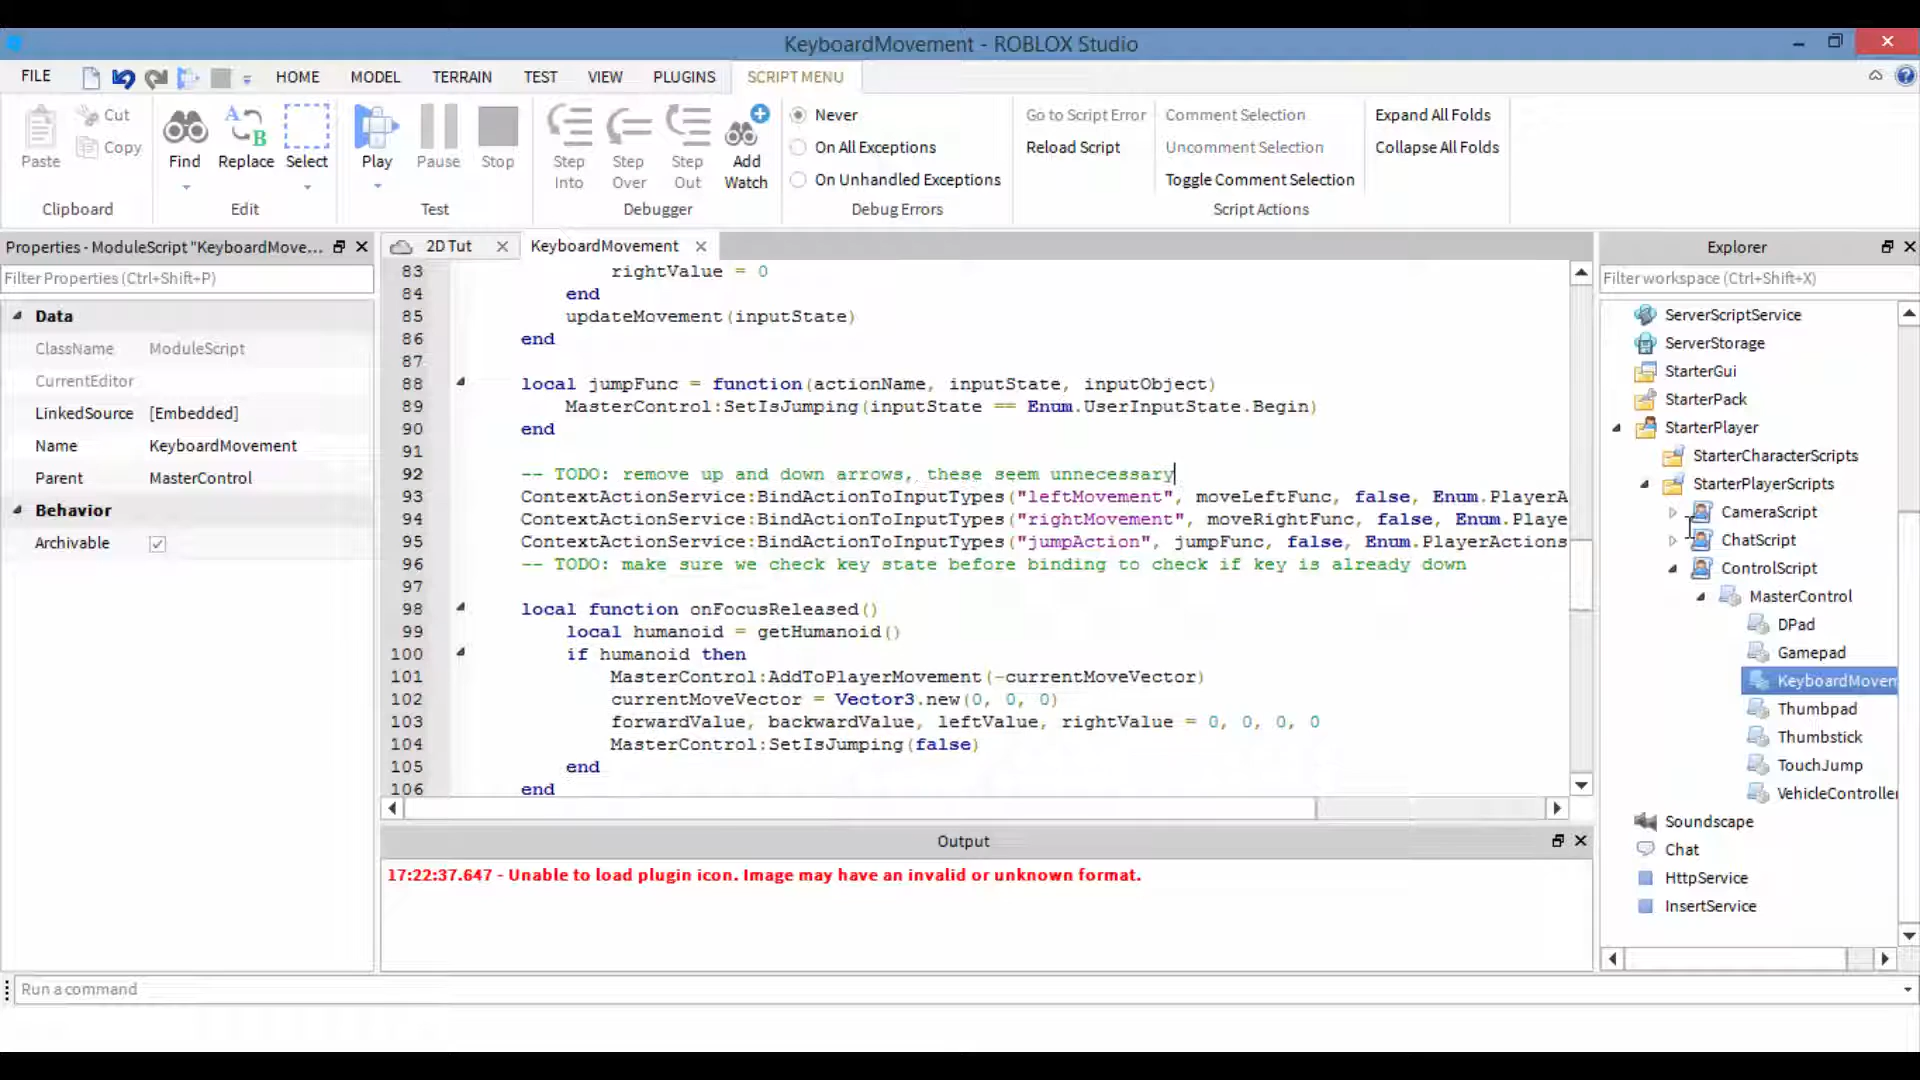 KeyboardMovement - ROBLOX Studio
FILE HOME MODEL TERRAIN TEST VIEW PLUGINS SCRIPT MENU
Paste
Cut
Copy
Clipboard
Find
Replace
Select
Edit
Play
Pause
Stop
Test
Step Into
Step Over
Step Out
Add Watch
Debugger
Never
On All Exceptions
On Unhandled Exceptions
Debug Errors
Go to Script Error
Reload Script
Comment Selection
Uncomment Selection
Toggle Comment Selection
Script Actions
Expand All Folds
Collapse All Folds
Properties - ModuleScript "KeyboardMove...
Filter Properties (Ctrl+Shift+P)
Data
ClassName ModuleScript
CurrentEditor
LinkedSource [Embedded]
Name KeyboardMovement
Parent MasterControl
Behavior
Archivable
2D Tut
KeyboardMovement
83 rightValue = 0
84 end
85 updateMovement(inputState)
86 end
87
88 local jumpFunc = function(actionName, inputState, inputObject)
89 MasterControl:SetIsJumping(inputState == Enum.UserInputState.Begin)
90 end
91
92 -- TODO: remove up and down arrows, these seem unnecessary
93 ContextActionService:BindActionToInputTypes("leftMovement", moveLeftFunc, false, Enum.PlayerA
94 ContextActionService:BindActionToInputTypes("rightMovement", moveRightFunc, false, Enum.Playe
95 ContextActionService:BindActionToInputTypes("jumpAction", jumpFunc, false, Enum.PlayerActions
96 -- TODO: make sure we check key state before binding to check if key is already down
97
98 local function onFocusReleased()
99 local humanoid = getHumanoid()
100 if humanoid then
101 MasterControl:AddToPlayerMovement(-currentMoveVector)
102 currentMoveVector = Vector3.new(0, 0, 0)
103 forwardValue, backwardValue, leftValue, rightValue = 0, 0, 0, 0
104 MasterControl:SetIsJumping(false)
105 end
106 end
Output
17:22:37.647 - Unable to load plugin icon. Image may have an invalid or unknown format.
Run a command
Explorer
Filter workspace (Ctrl+Shift+X)
ServerScriptService
ServerStorage
StarterGui
StarterPack
StarterPlayer
StarterCharacterScripts
StarterPlayerScripts
CameraScript
ChatScript
ControlScript
MasterControl
DPad
Gamepad
KeyboardMovem
Thumbpad
Thumbstick
TouchJump
VehicleController
Soundscape
Chat
HttpService
InsertService